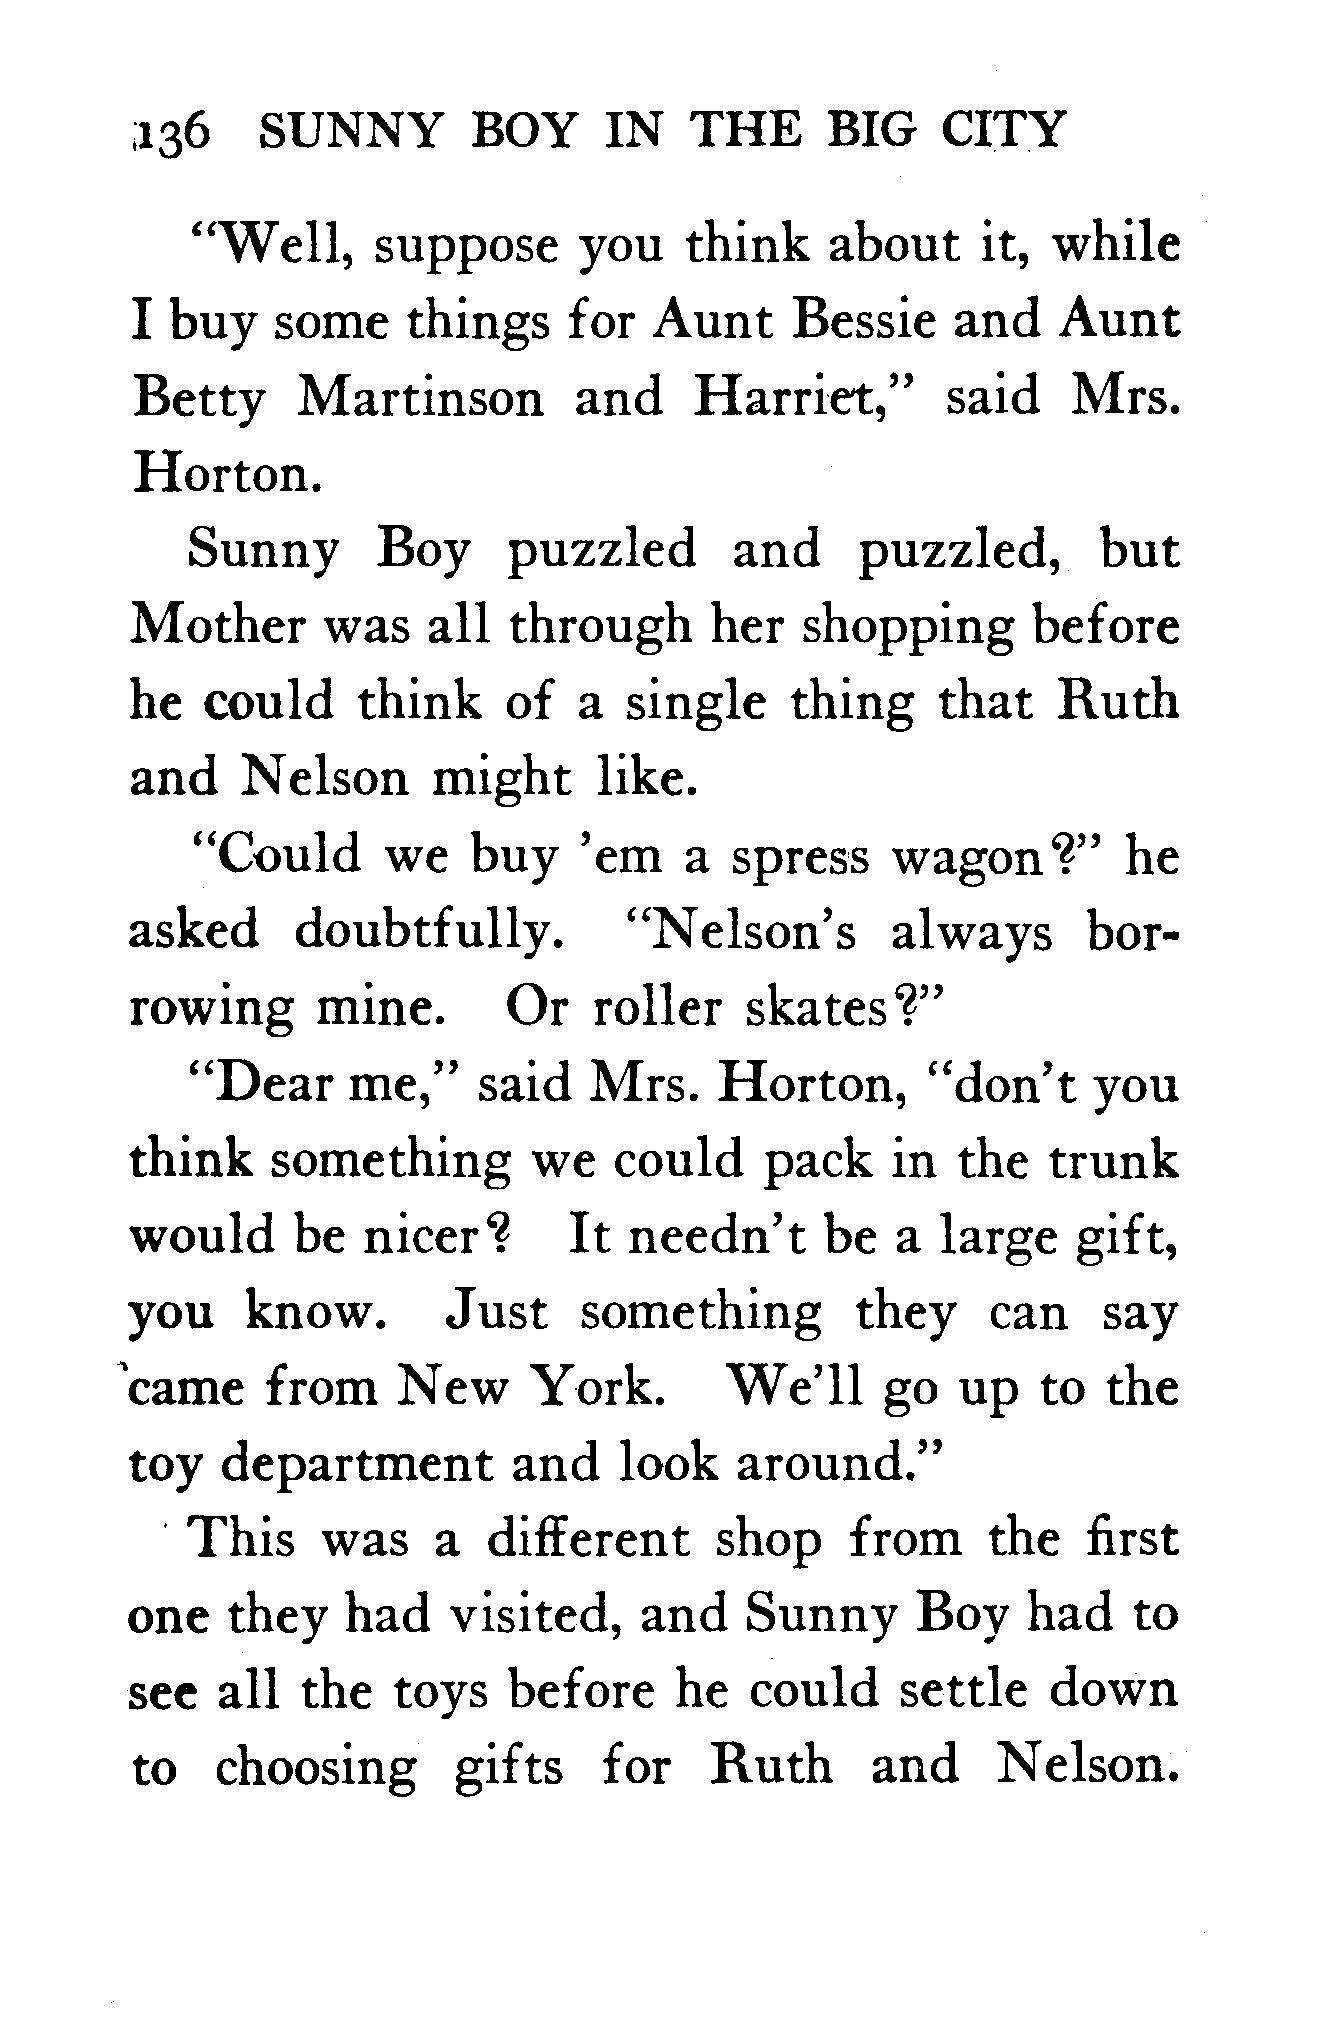 136 SUNNY BOY IN THE BIG CITY
“Well, suppose you think about it, while
I buy some things for Aunt Bessie and Aunt
Betty Martinson and Harriet,” said Mrs.
Horton.
Sunny Boy puzzled and puzzled, but
Mother was all through her shopping before
he could think of a single thing that Ruth
and Nelson might like.
“Could we buy ’em a spress wagon?” he
asked doubtfully. “Nelson’s always bor-
rowing mine. Or roller skates?”
“Dear me,” said Mrs. Horton, “don’t you
think something we could pack in the trunk
would be nicer? It needn’t be a large gift,
you know. Just something they can say
came from New York. We’ll go up to the
toy department and look around.”
This was a different shop from the first
one they had visited, and Sunny Boy had to
see all the toys before he could settle down
to choosing gifts for Ruth and Nelson.